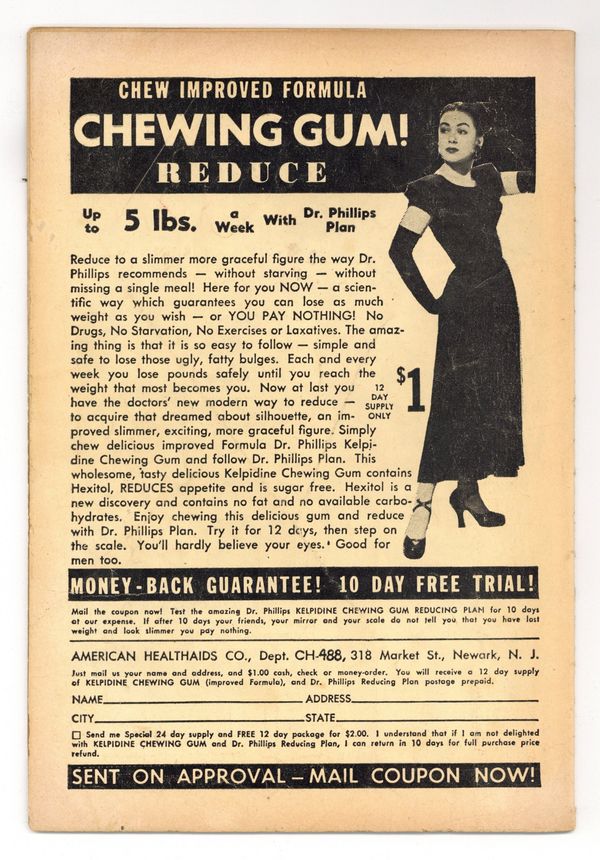 CHEW IMPROVED FORMULA
CHEWING GUM!
REDUCE
Up to 5 lbs. a Week With Dr. Phillips Plan
Reduce to a slimmer more graceful figure the way Dr.
Phillips recommends — without starving — without
missing a single meal! Here for you NOW — a scien-
tific way which guarantees you can lose as much
weight as you wish — or YOU PAY NOTHING! No
Drugs, No Starvation, No Exercises or Laxatives. The amaz-
ing thing is that it is so easy to follow — simple and
safe to lose those ugly, fatty bulges. Each and every
week you lose pounds safely until you reach the
weight that most becomes you. Now at last you
have the doctors' new modern way to reduce —
to acquire that dreamed about silhouette, an im-
proved slimmer, exciting, more graceful figure. Simply
chew delicious improved Formula Dr. Phillips Kelpi-
dine Chewing Gum and follow Dr. Phillips Plan. This
wholesome, tasty delicious Kelpidine Chewing Gum contains
Hexitol, REDUCES appetite and is sugar free. Hexitol is a
new discovery and contains no fat and no available carbo-
hydrates. Enjoy chewing this delicious gum and reduce
with Dr. Phillips Plan. Try it for 12 days, then step on
the scale. You'll hardly believe your eyes. Good for
men too.
12
DAY
SUPPLY
ONLY
$1
MONEY-BACK GUARANTEE! 10 DAY FREE TRIAL!
Mail the coupon now! Test the amazing Dr. Phillips KELPIDINE CHEWING GUM REDUCING PLAN for 10 days
at our expense. If after 10 days your friends, your mirror and your scale do not tell you that you have lost
weight and look slimmer you pay nothing.
AMERICAN HEALTHAIDS CO., Dept. CH-488, 318 Market St., Newark, N. J.
Just mail us your name and address, and $1.00 cash, check or money-order. You will receive a 12 day supply
of KELPIDINE CHEWING GUM (improved Formula), and Dr. Phillips Reducing Plan postage prepaid.
NAME ADDRESS
CITY STATE
Send me Special 24 day supply and FREE 12 day package for $2.00. I understand that if I am not delighted
with KELPIDINE CHEWING GUM and Dr. Phillips Reducing Plan, I can return in 10 days for full purchase price
refund.
SENT ON APPROVAL — MAIL COUPON NOW!